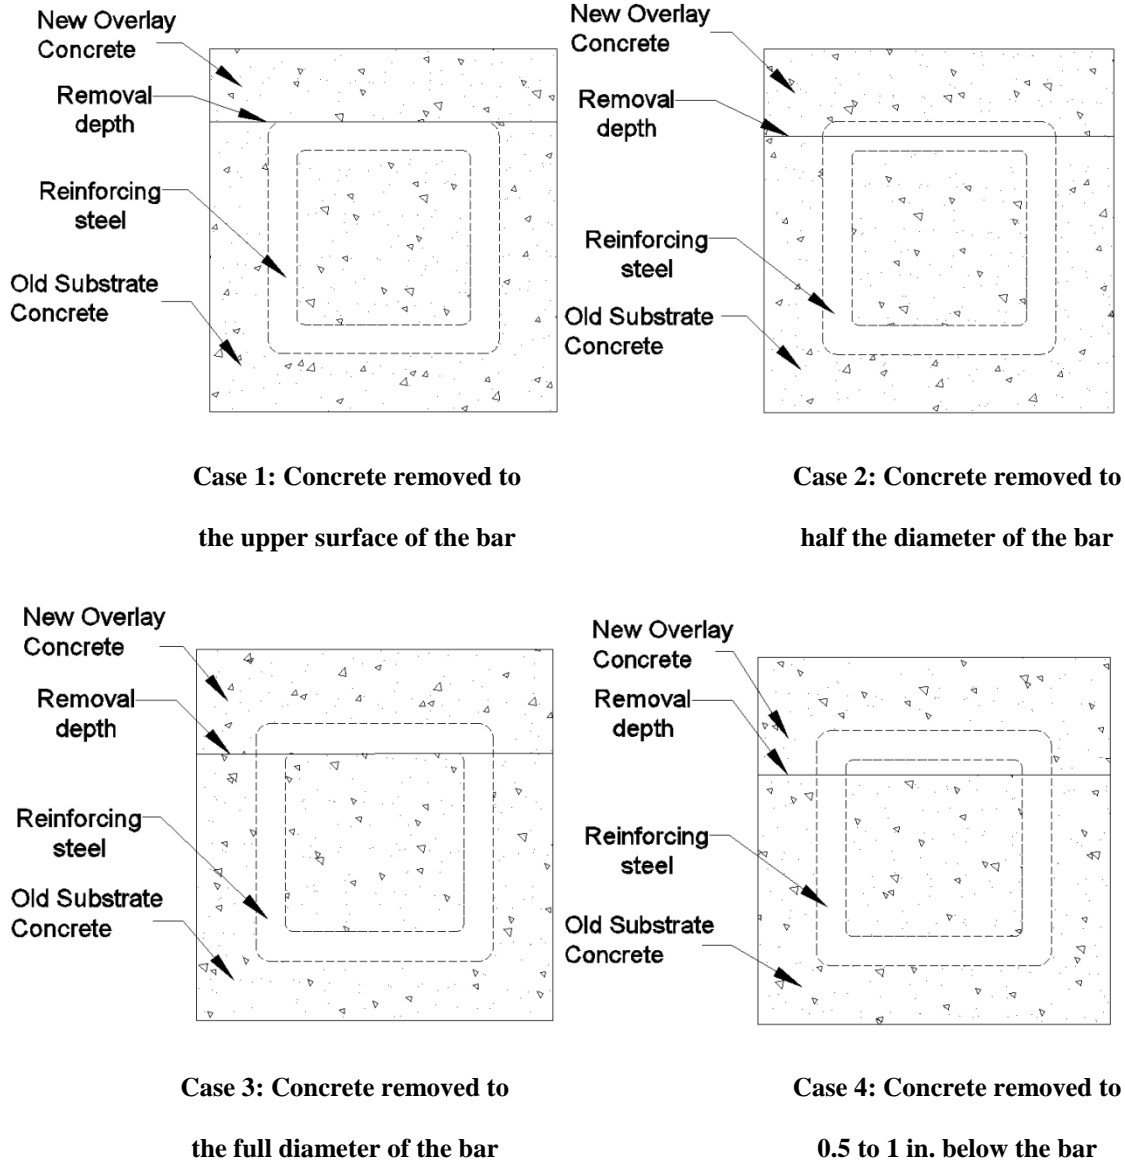 New Overlay
Concrete
Removal
depth
Reinforcing
steel
Old Substrate
Concrete
Case 1: Concrete removed to
the upper surface of the bar
New Overlay
Concrete
Removal
depth
Reinforcing
steel
Old Substrate
Concrete
Case 2: Concrete removed to
half the diameter of the bar
New Overlay
Concrete
Removal
depth
Reinforcing
steel
Old Substrate
Concrete
Case 3: Concrete removed to
the full diameter of the bar
New Overlay
Concrete
Removal
depth
Reinforcing
steel
Old Substrate
Concrete
Case 4: Concrete removed to
0.5 to 1 in. below the bar